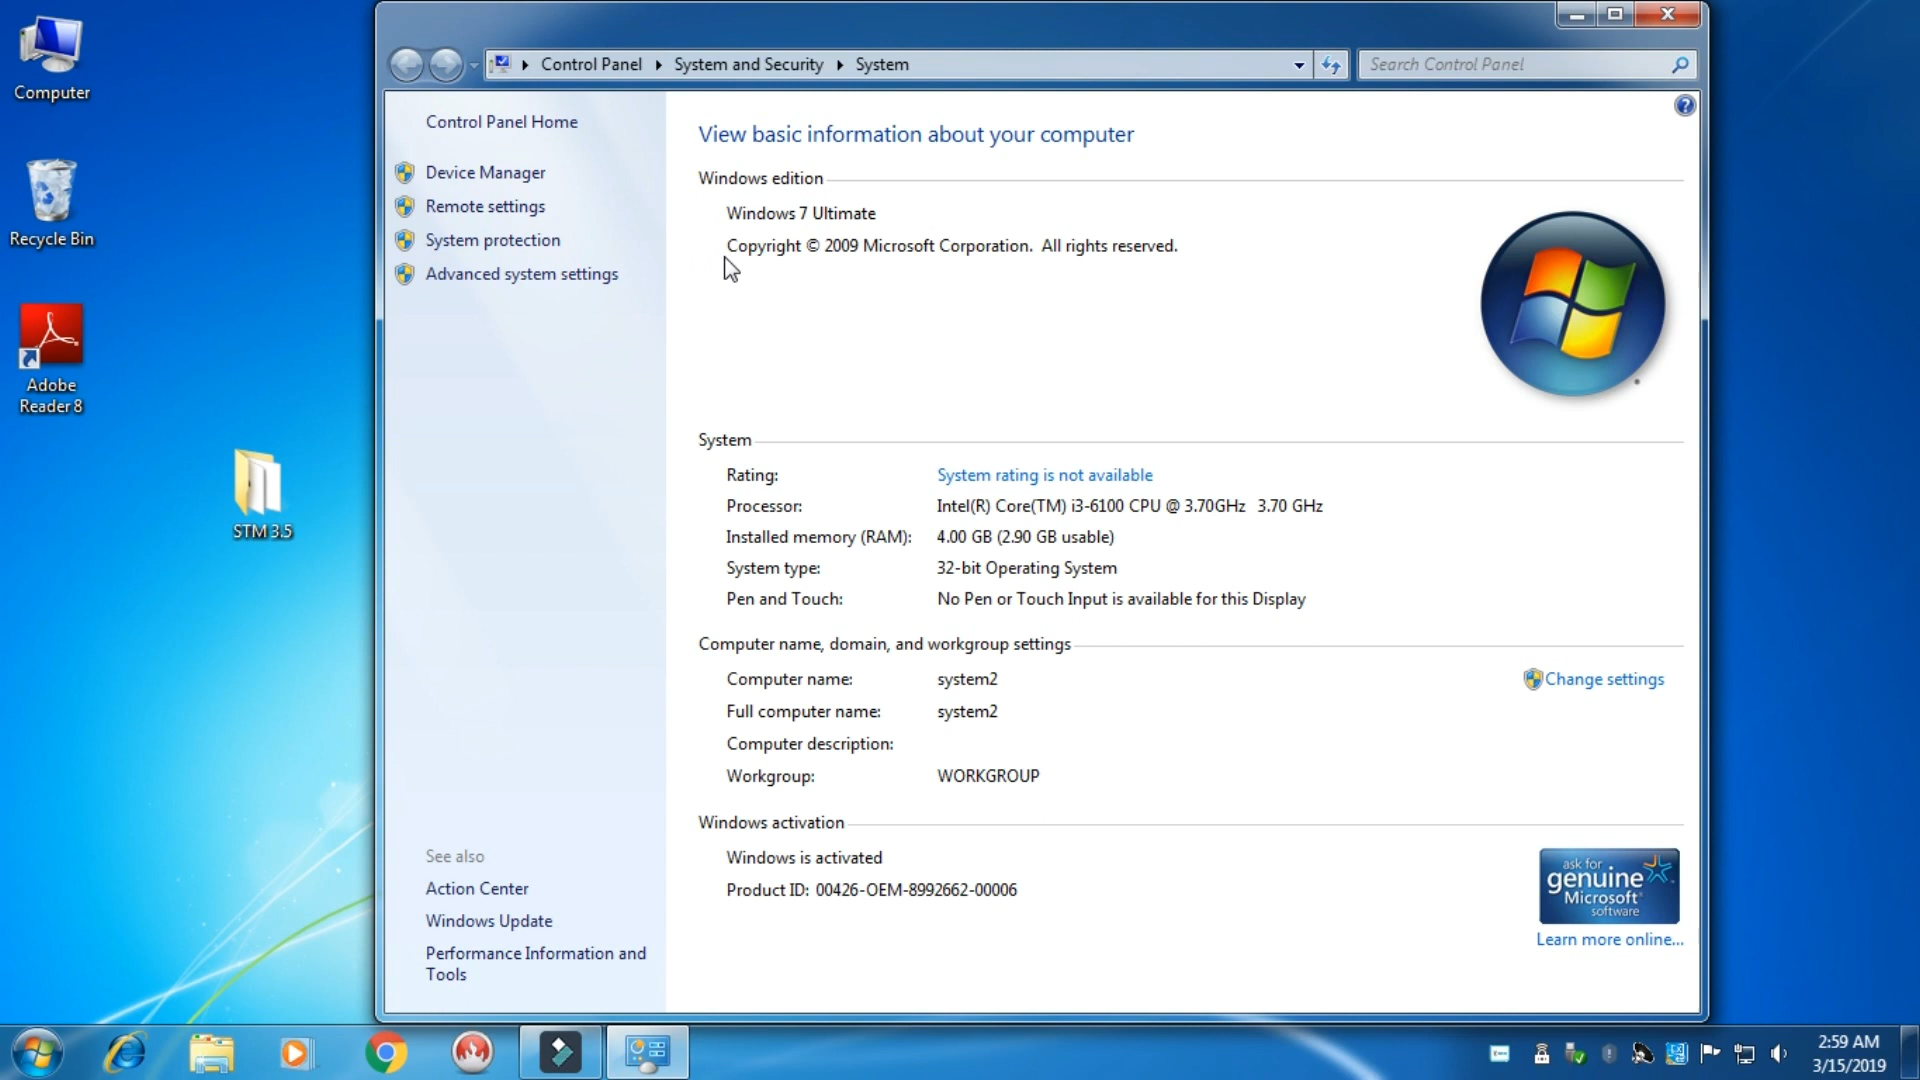 Computer
Recycle Bin
Adobe
Reader 8
STM 3.5
Control Panel
System and Security
System
Search Control Panel
Control Panel Home
Device Manager
Remote settings
System protection
Advanced system settings
See also
Action Center
Windows Update
Performance Information and
Tools
View basic information about your computer
Windows edition
Windows 7 Ultimate
Copyright © 2009 Microsoft Corporation.  All rights reserved.
System
Rating: System rating is not available
Processor: Intel(R) Core(TM) i3-6100 CPU @ 3.70GHz   3.70 GHz
Installed memory (RAM): 4.00 GB (2.90 GB usable)
System type: 32-bit Operating System
Pen and Touch: No Pen or Touch Input is available for this Display
Computer name, domain, and workgroup settings
Computer name: system2
Change settings
Full computer name: system2
Computer description:
Workgroup: WORKGROUP
Windows activation
Windows is activated
Product ID: 00426-OEM-8992662-00006
ask for
genuine
Microsoft
software
Learn more online...
2:59 AM
3/15/2019